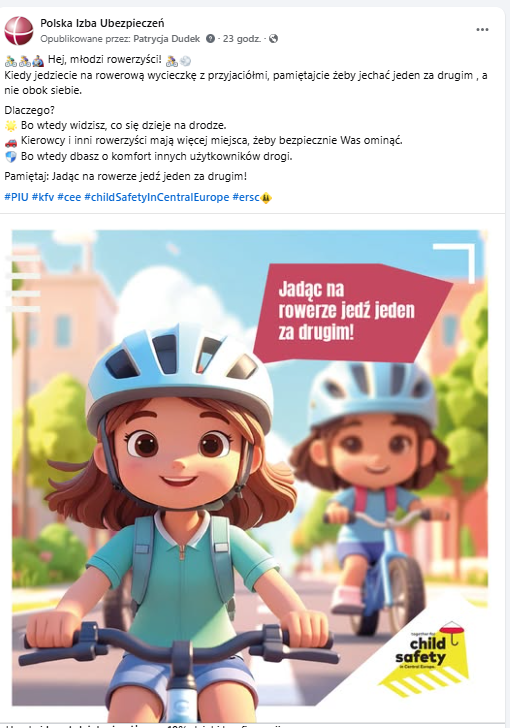 Polska Izba Ubezpieczeń
Opublikowane przez: Patrycja Dudek · 23 godz. ·
Hej, młodzi rowerzyści!
Kiedy jedziecie na rowerową wycieczkę z przyjaciółmi, pamiętajcie żeby jechać jeden za drugim , a
nie obok siebie.
Dlaczego?
Bo wtedy widzisz, co się dzieje na drodze.
Kierowcy i inni rowerzyści mają więcej miejsca, żeby bezpiecznie Was ominąć.
Bo wtedy dbasz o komfort innych użytkowników drogi.
Pamiętaj: Jadąc na rowerze jedź jeden za drugim!
#PIU #kfv #cee #childSafetyInCentralEurope #ersc
Jadąc na
rowerze jedź jeden
za drugim!
together for
child
safety
in Central Europe